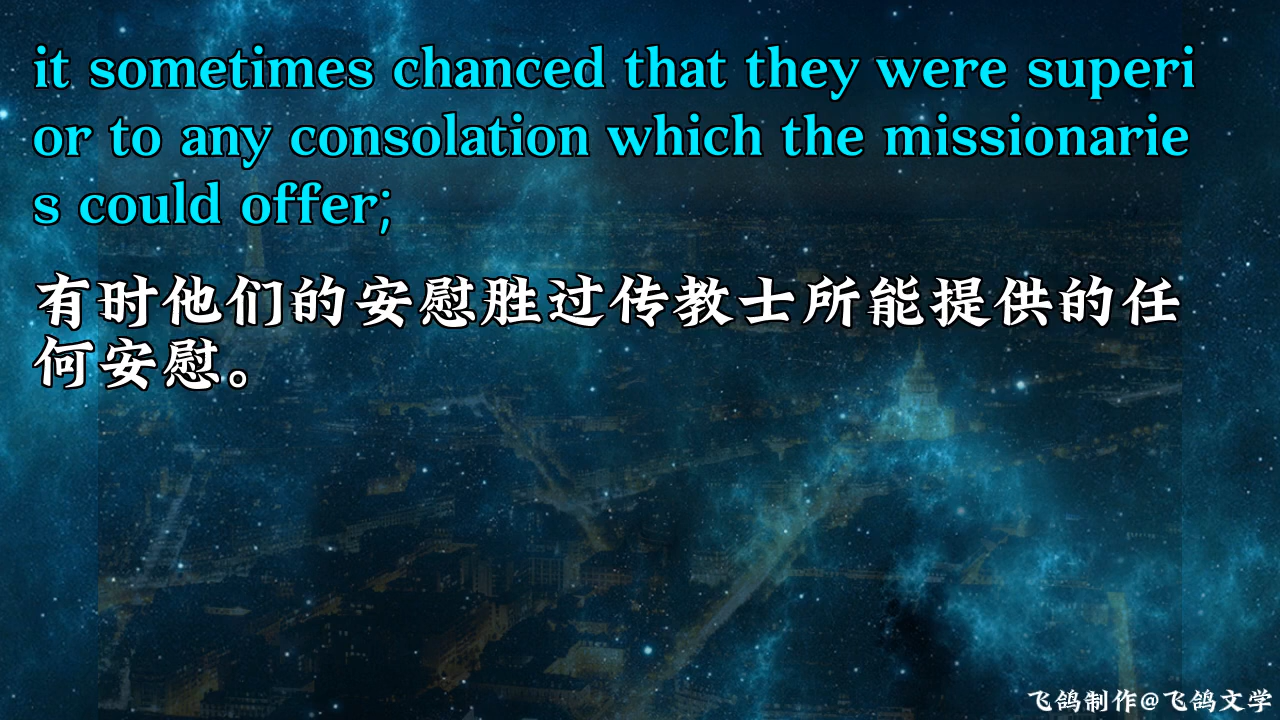 it sometimes chanced that they were superi
or to any consolation which the missionarie
s could offer;
有时他们的安慰胜过传教士所能提供的任
何安慰。
飞鸽制作@飞鸽文学